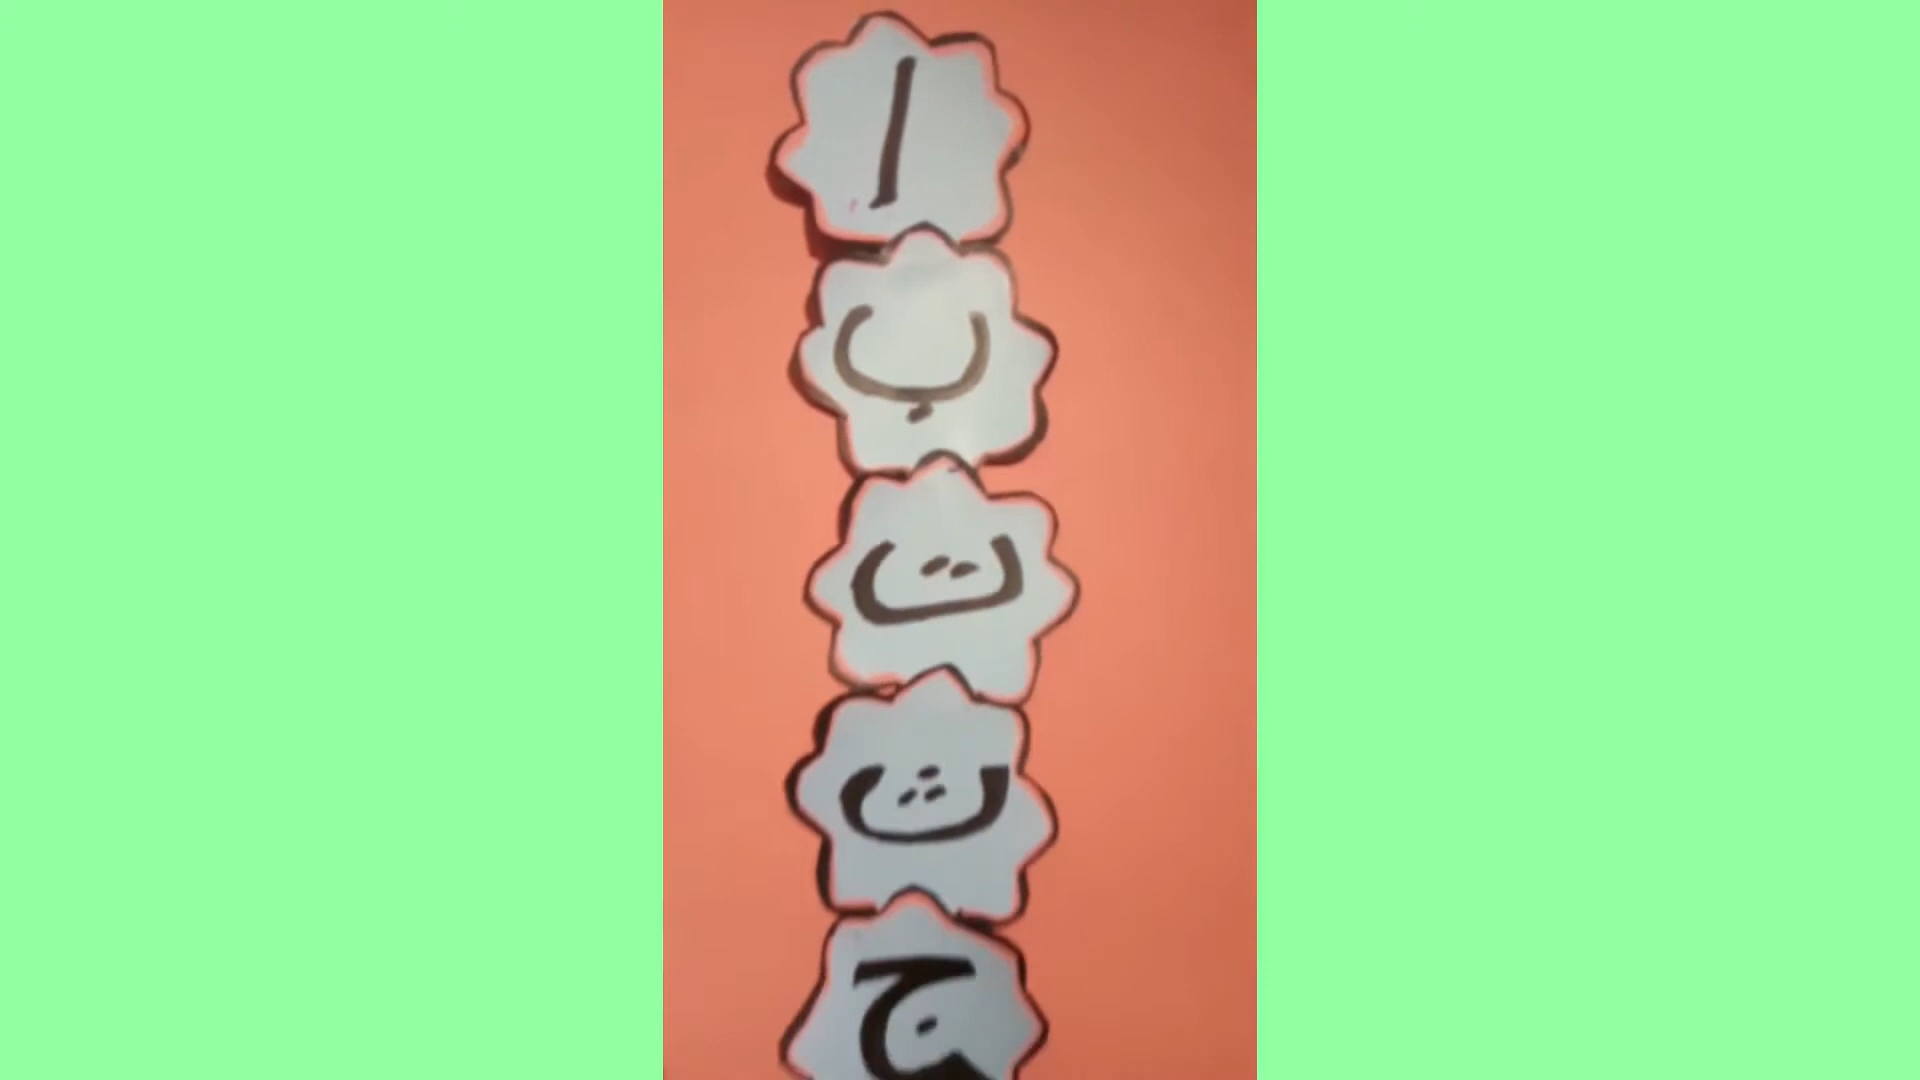 ا
ب
ت
ث
ج